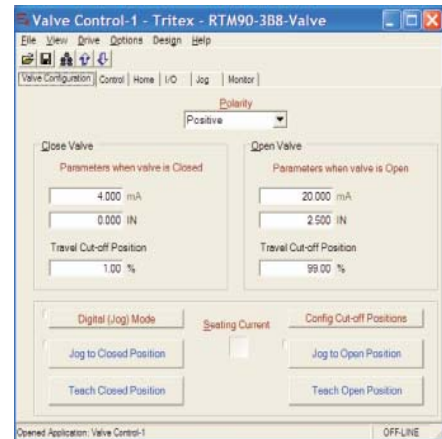 Valve Control-1 - Tritex - RTM90-3B8-Valve
File View Drive Options Design Help
Valve Configuration Control Home I/O Jog Monitor
Polarity
Positive
Close Valve
Parameters when valve is Closed
4.000 mA
0.000 IN
Travel Cut-off Position
1.00 %
Open Valve
Parameters when valve is Open
20.000 mA
2.500 IN
Travel Cut-off Position
99.00 %
Digital (Jog) Mode
Seating Current
Config Cut-off Positions
Jog to Closed Position
Jog to Open Position
Teach Closed Position
Teach Open Position
Opened Application: Valve Control-1
OFF-LINE